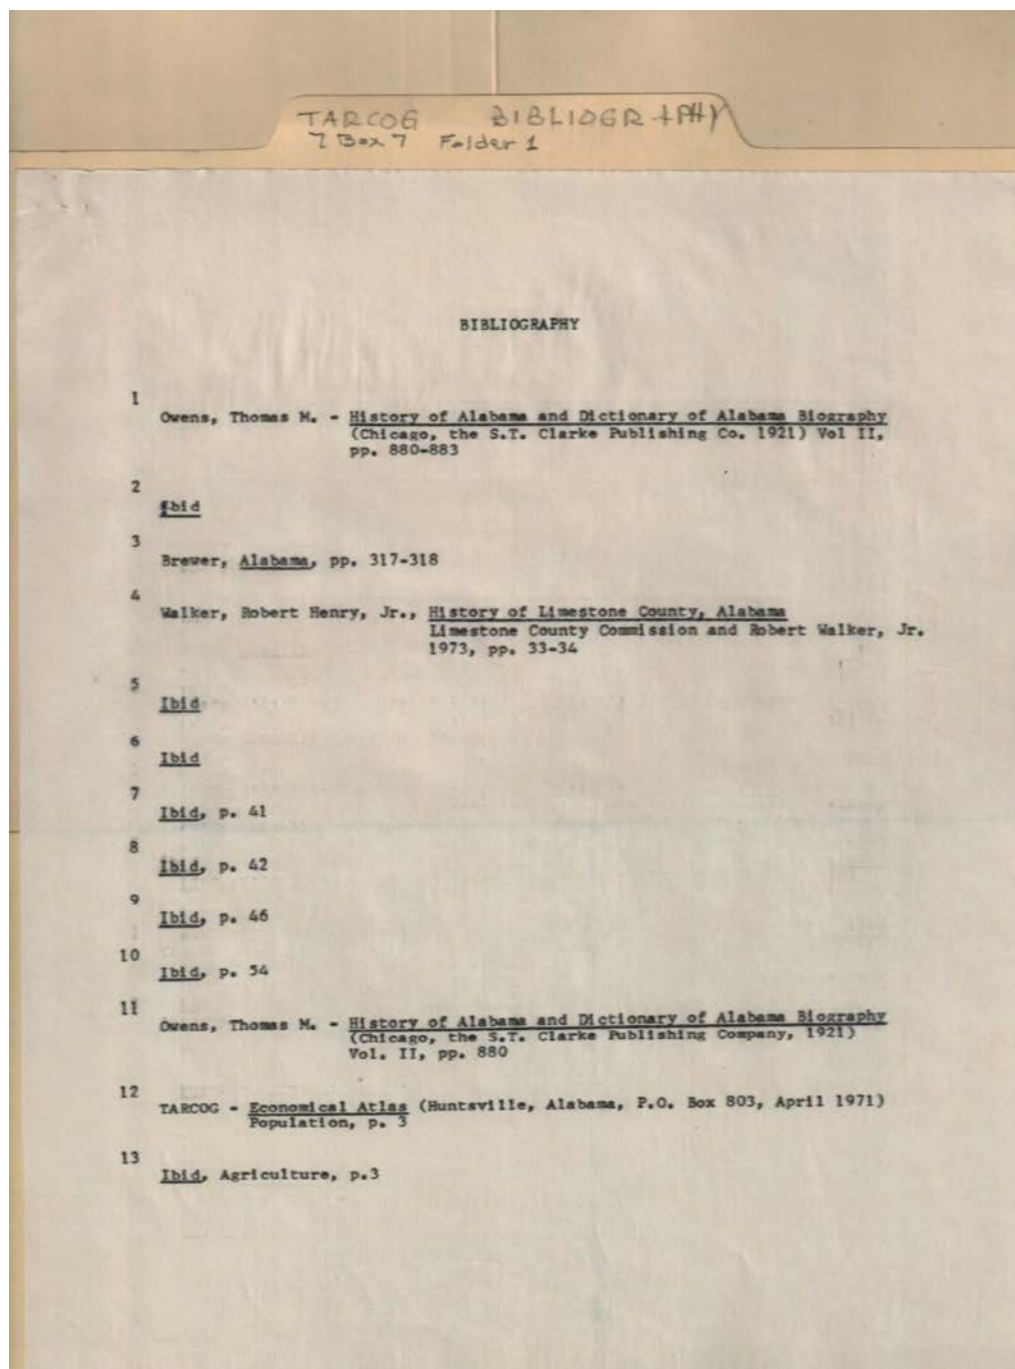 TARCOG BIBLIOGRAPHY
7 Box 7 Folder 1
BIBLIOGRAPHY
1
Owens, Thomas M. - History of Alabama and Dictionary of Alabama Biography
(Chicago, the S.T. Clarke Publishing Co. 1921) Vol II,
pp. 880-883
2
Ibid
3
Brewer, Alabama, pp. 317-318
4
Walker, Robert Henry, Jr., History of Limestone County, Alabama
Limestone County Commission and Robert Walker, Jr.
1973, pp. 33-34
5
Ibid
6
Ibid
7
Ibid, p. 41
8
Ibid, p. 42
9
Ibid, p. 46
10
Ibid, p. 54
11
Owens, Thomas M. - History of Alabama and Dictionary of Alabama Biography
(Chicago, the S.T. Clarke Publishing Company, 1921)
Vol. II, pp. 880
12
TARCOG - Economical Atlas (Huntsville, Alabama, P.O. Box 803, April 1971)
Population, p. 3
13
Ibid, Agriculture, p.3